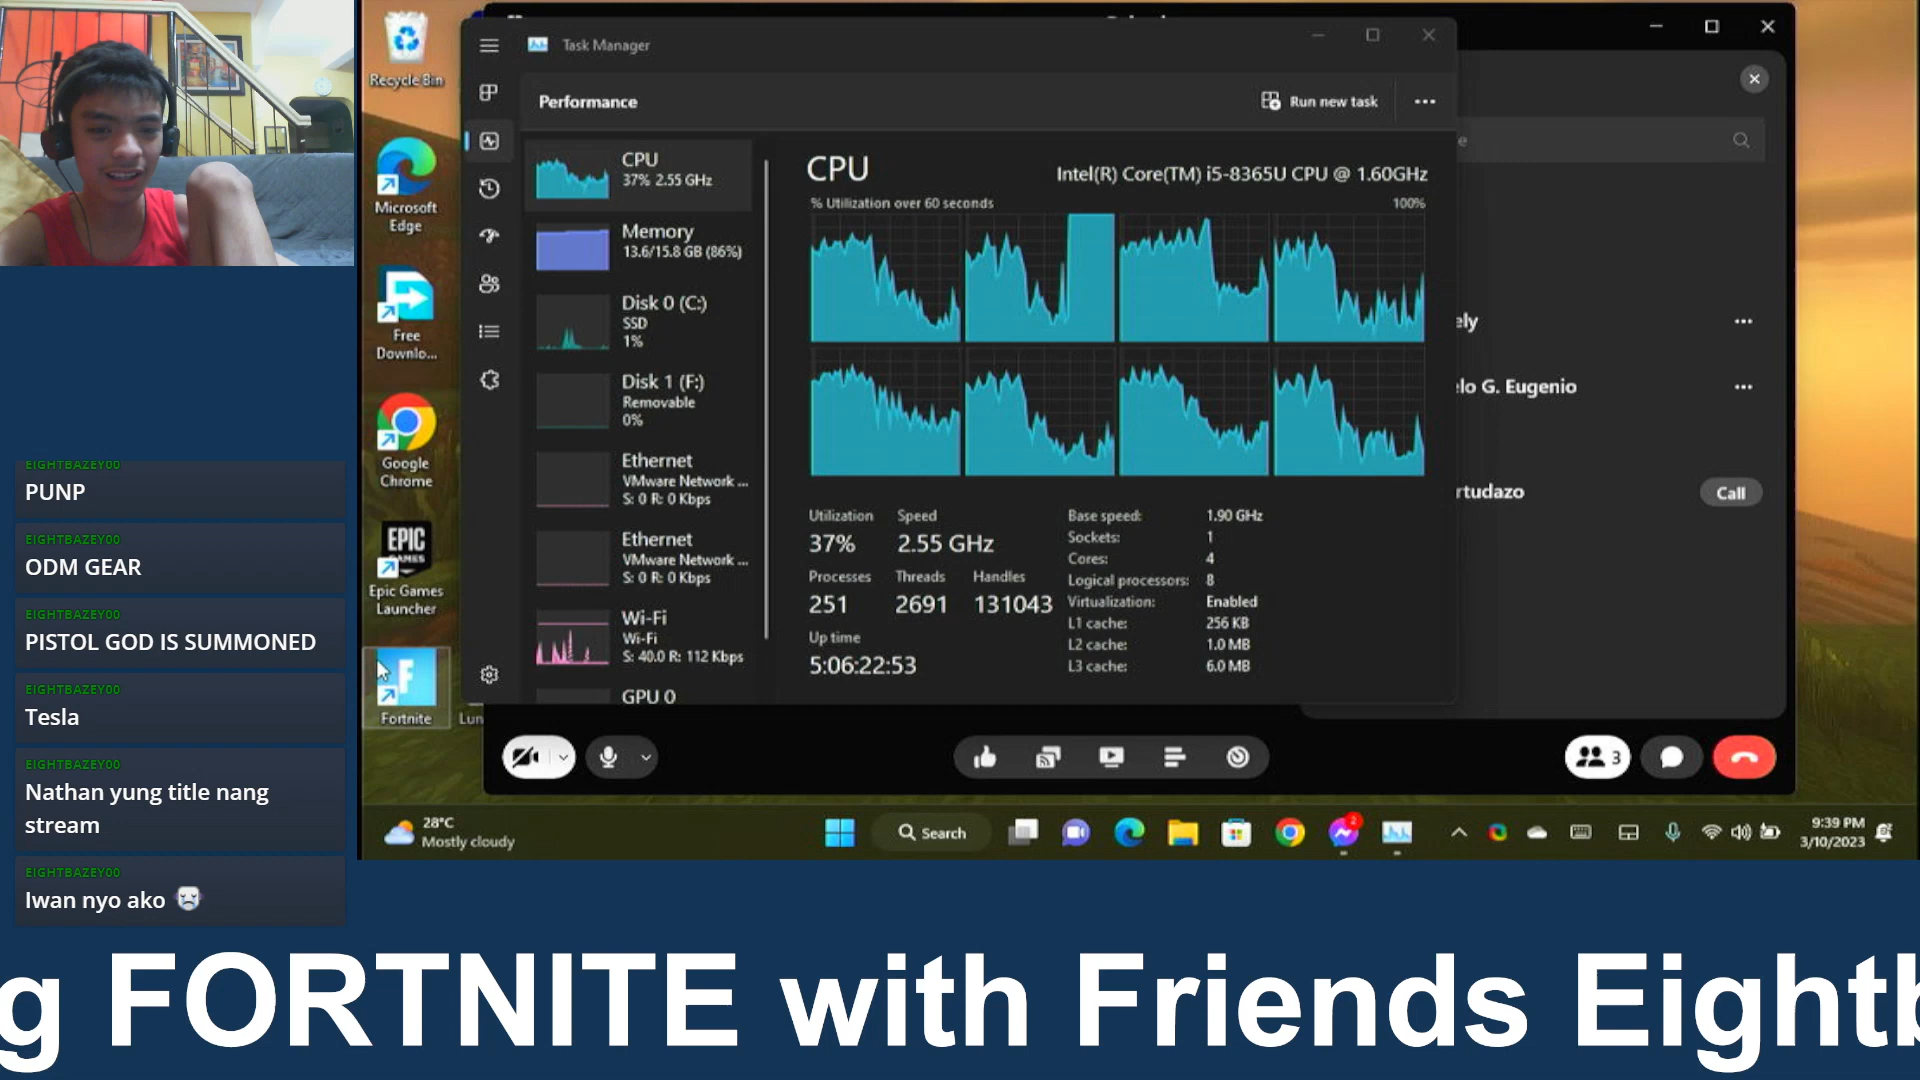 EIGHTBAZEY00
PUNP
EIGHTBAZEY00
ODM GEAR
EIGHTBAZEY00
PISTOL GOD IS SUMMONED
EIGHTBAZEY00
Tesla
EIGHTBAZEY00
Nathan yung title nang
stream
EIGHTBAZEY00
Iwan nyo ako
Recycle Bin
Microsoft
Edge
Free
Downlo...
Google
Chrome
EPIC
GAMES
Epic Games
Launcher
Fortnite
Lun
Task Manager
Performance
Run new task
CPU
37% 2.55 GHz
Memory
13.6/15.8 GB (86%)
Disk 0 (C:)
SSD
1%
Disk 1 (F:)
Removable
0%
Ethernet
VMware Network ...
S: 0 R: 0 Kbps
Ethernet
VMware Network ...
S: 0 R: 0 Kbps
Wi-Fi
Wi-Fi
S: 40.0 R: 112 Kbps
GPU 0
CPU
Intel(R) Core(TM) i5-8365U CPU @ 1.60GHz
% Utilization over 60 seconds
100%
Utilization
37%
Speed
2.55 GHz
Processes
251
Threads
2691
Handles
131043
Up time
5:06:22:53
Base speed: 1.90 GHz
Sockets: 1
Cores: 4
Logical processors: 8
Virtualization: Enabled
L1 cache: 256 KB
L2 cache: 1.0 MB
L3 cache: 6.0 MB
e
ely
lo G. Eugenio
rtudazo
Call
3
28°C
Mostly cloudy
Search
2
9:39 PM
3/10/2023
g FORTNITE with Friends Eightb